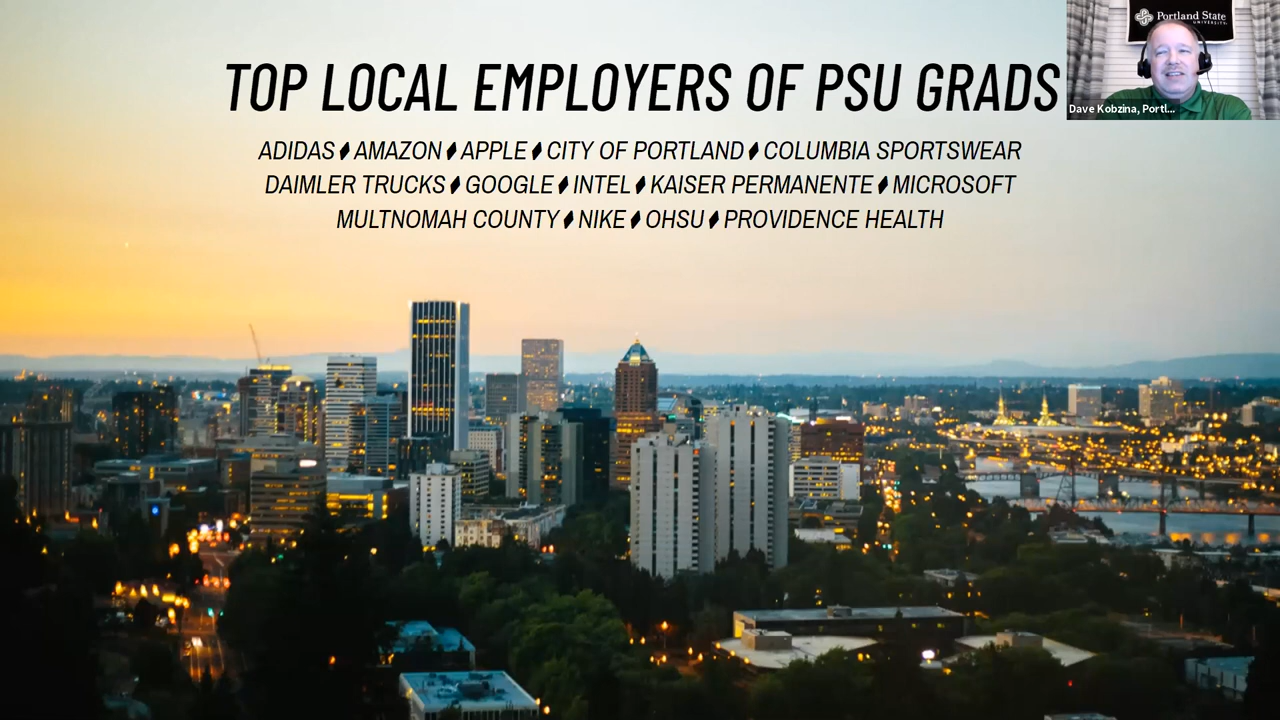 TOP LOCAL EMPLOYERS OF PSU GRADS
ADIDAS ♦ AMAZON ♦ APPLE ♦ CITY OF PORTLAND ♦ COLUMBIA SPORTSWEAR
DAIMLER TRUCKS ♦ GOOGLE ♦ INTEL ♦ KAISER PERMANENTE ♦ MICROSOFT
MULTNOMAH COUNTY ♦ NIKE ♦ OHSU ♦ PROVIDENCE HEALTH
Portland State
UNIVERSITY
Dave Kobzina, Portl...